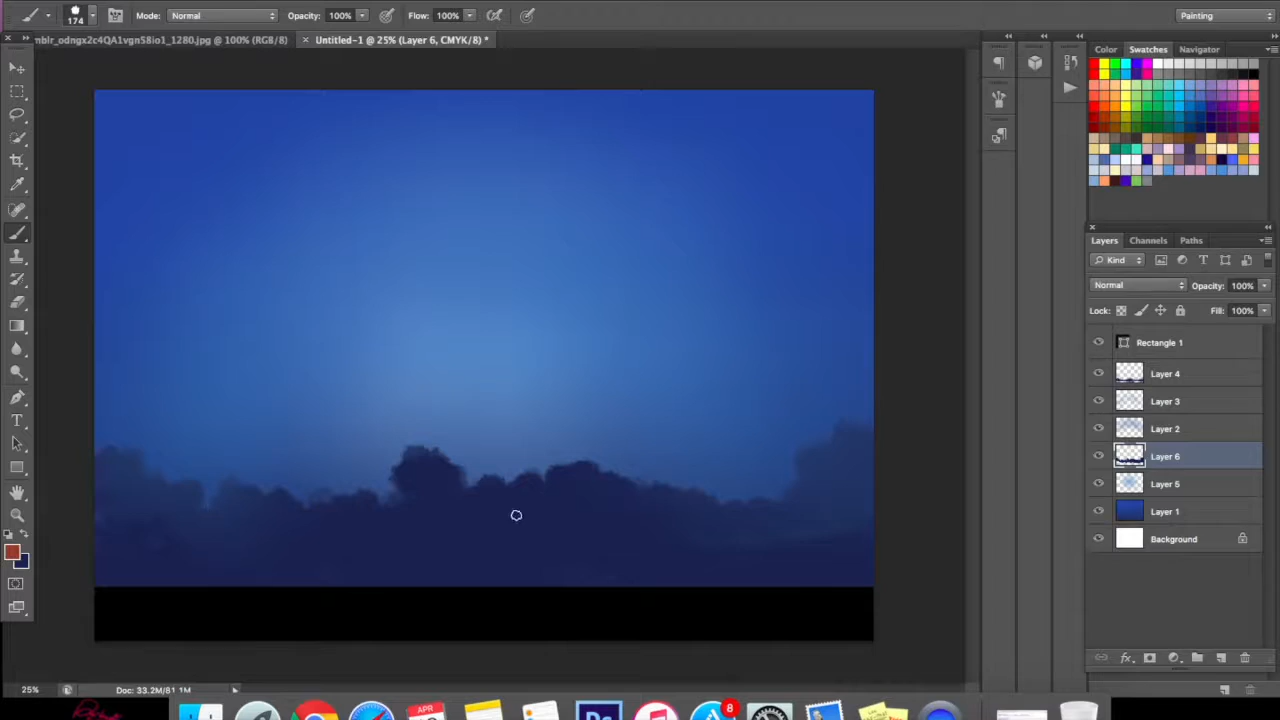 174 Mode: Normal Opacity: 100% Flow: 100% Painting
mblr_odngx2c4QA1vgn58io1_1280.jpg @ 100% (RGB/8) × Untitled-1 @ 25% (Layer 6, CMYK/8) *
Color Swatches Navigator
Layers Channels Paths
Kind
Normal Opacity: 100%
Lock: Fill: 100%
Rectangle 1
Layer 4
Layer 3
Layer 2
Layer 6
Layer 5
Layer 1
Background
25% Doc: 33.2M/81.1M
APR 8
Ps